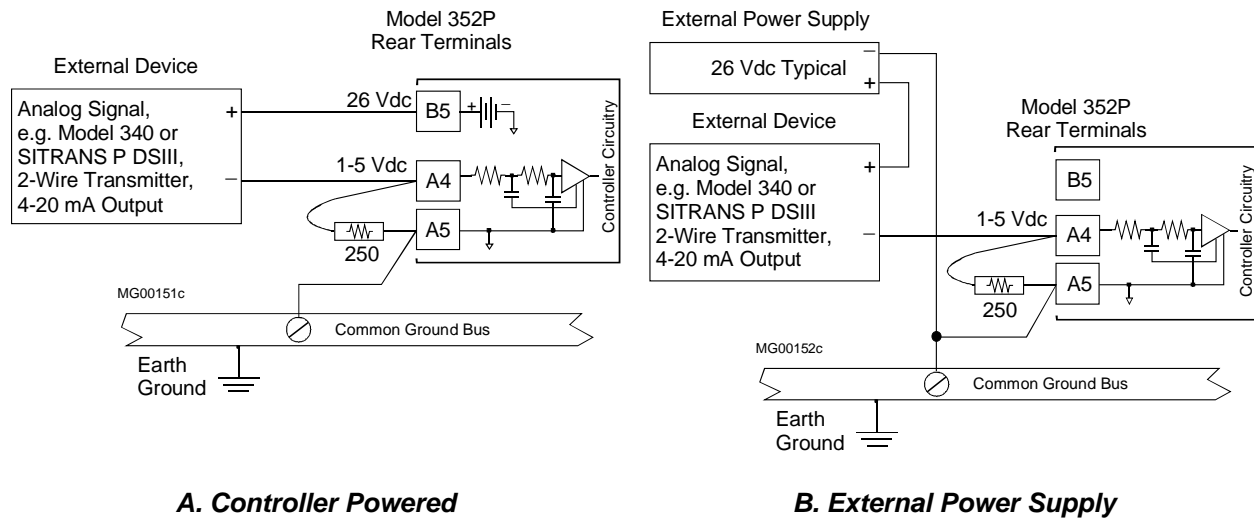 Model 352P
Rear Terminals
External Device
Analog Signal,
e.g. Model 340 or
SITRANS P DSIII,
2-Wire Transmitter,
4-20 mA Output
+
–
26 Vdc
B5
+
–
1-5 Vdc
A4
A5
250
Controller Circuitry
MG00151c
Common Ground Bus
Earth
Ground
A. Controller Powered
External Power Supply
26 Vdc Typical
–
+
External Device
Analog Signal,
e.g. Model 340 or
SITRANS P DSIII
2-Wire Transmitter,
4-20 mA Output
+
–
Model 352P
Rear Terminals
B5
1-5 Vdc
A4
A5
250
Controller Circuitry
MG00152c
Common Ground Bus
Earth
Ground
B. External Power Supply